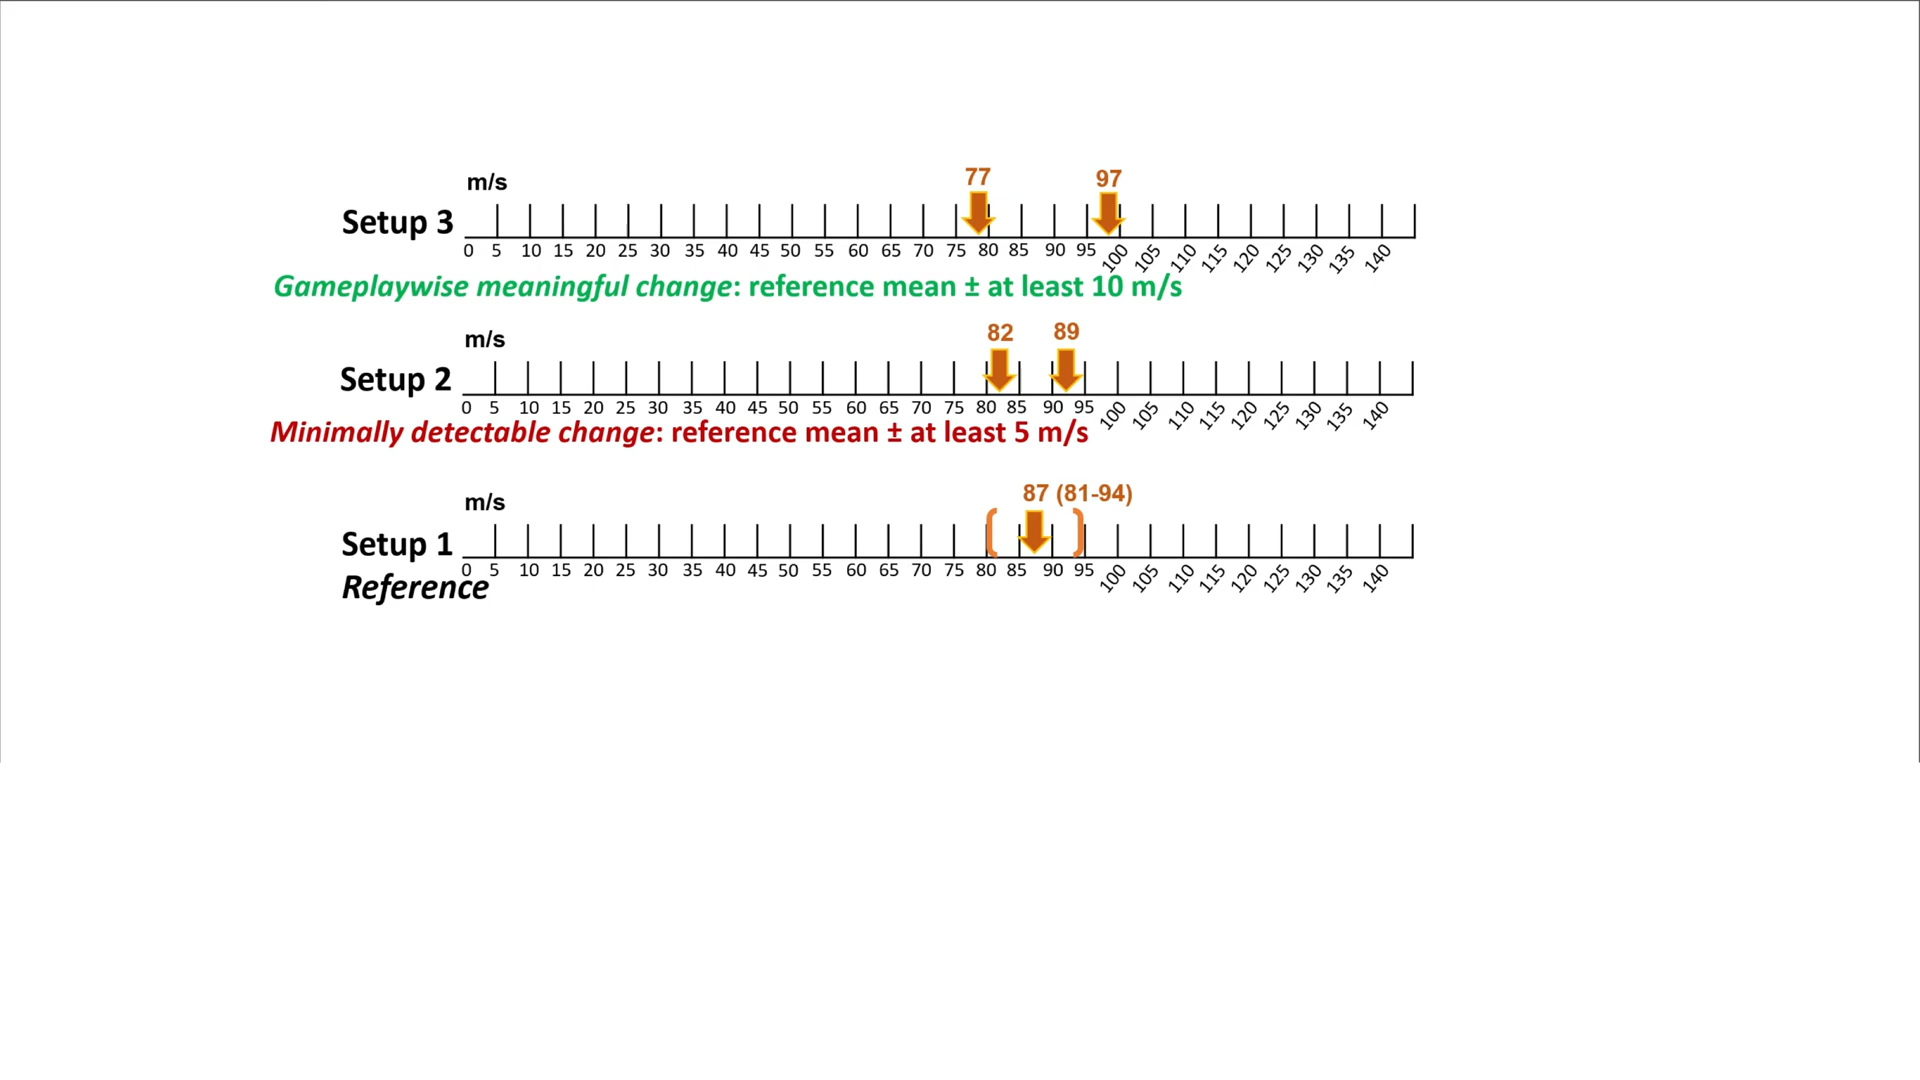 77 97
m/s
Setup 3
0 5 10 15 20 25 30 35 40 45 50 55 60 65 70 75 80 85 90 95 100 105 110 115 120 125 130 135 140
Gameplaywise meaningful change: reference mean ± at least 10 m/s
82 89
m/s
Setup 2
0 5 10 15 20 25 30 35 40 45 50 55 60 65 70 75 80 85 90 95 100 105 110 115 120 125 130 135 140
Minimally detectable change: reference mean ± at least 5 m/s
87 (81-94)
m/s
Setup 1
0 5 10 15 20 25 30 35 40 45 50 55 60 65 70 75 80 85 90 95 100 105 110 115 120 125 130 135 140
Reference